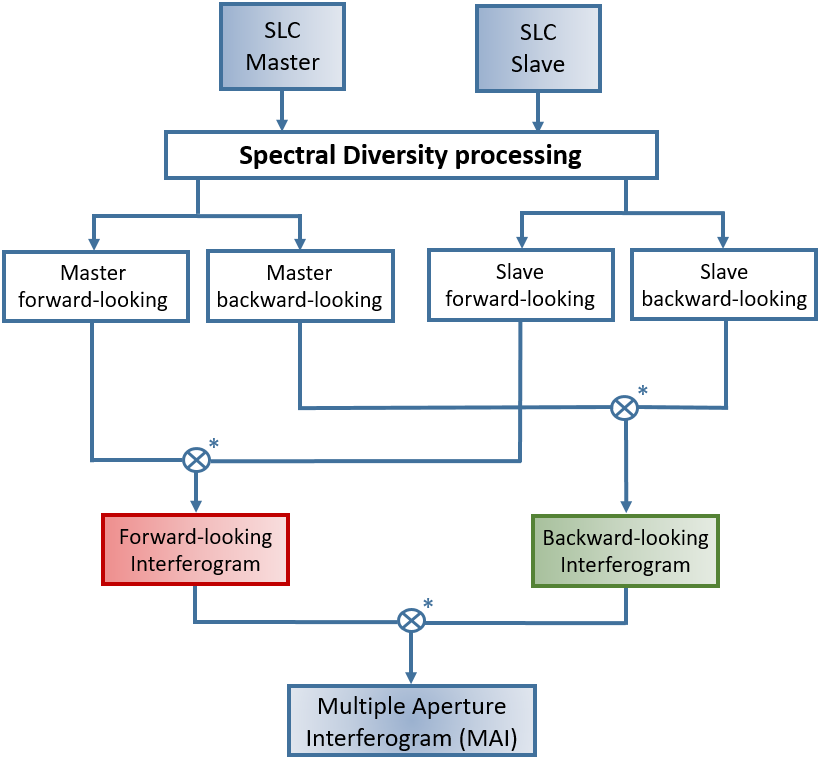 SLC
Master
SLC
Slave
Spectral Diversity processing
Master
forward-looking
Master
backward-looking
Slave
forward-looking
Slave
backward-looking
*
*
Forward-looking
Interferogram
Backward-looking
Interferogram
*
Multiple Aperture
Interferogram (MAI)